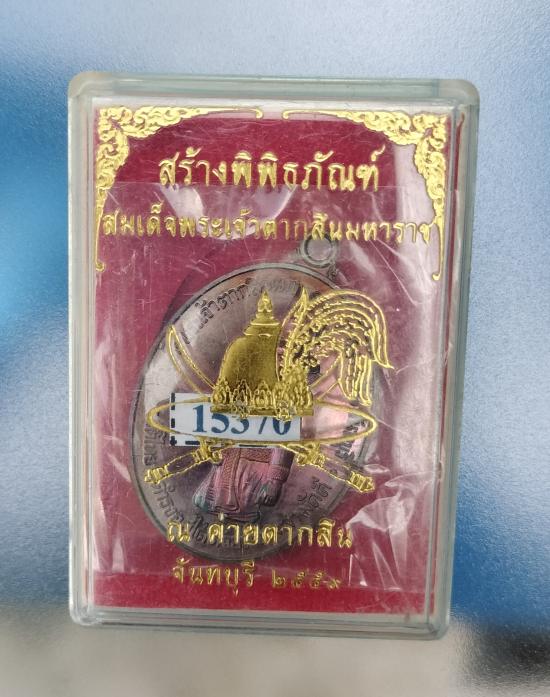 สร้างพิพิธภัณฑ์
สมเด็จพระเจ้าตากสินมหาราช
15370
ณ ค่ายตากสิน
จันทบุรี ๒๕๕๙